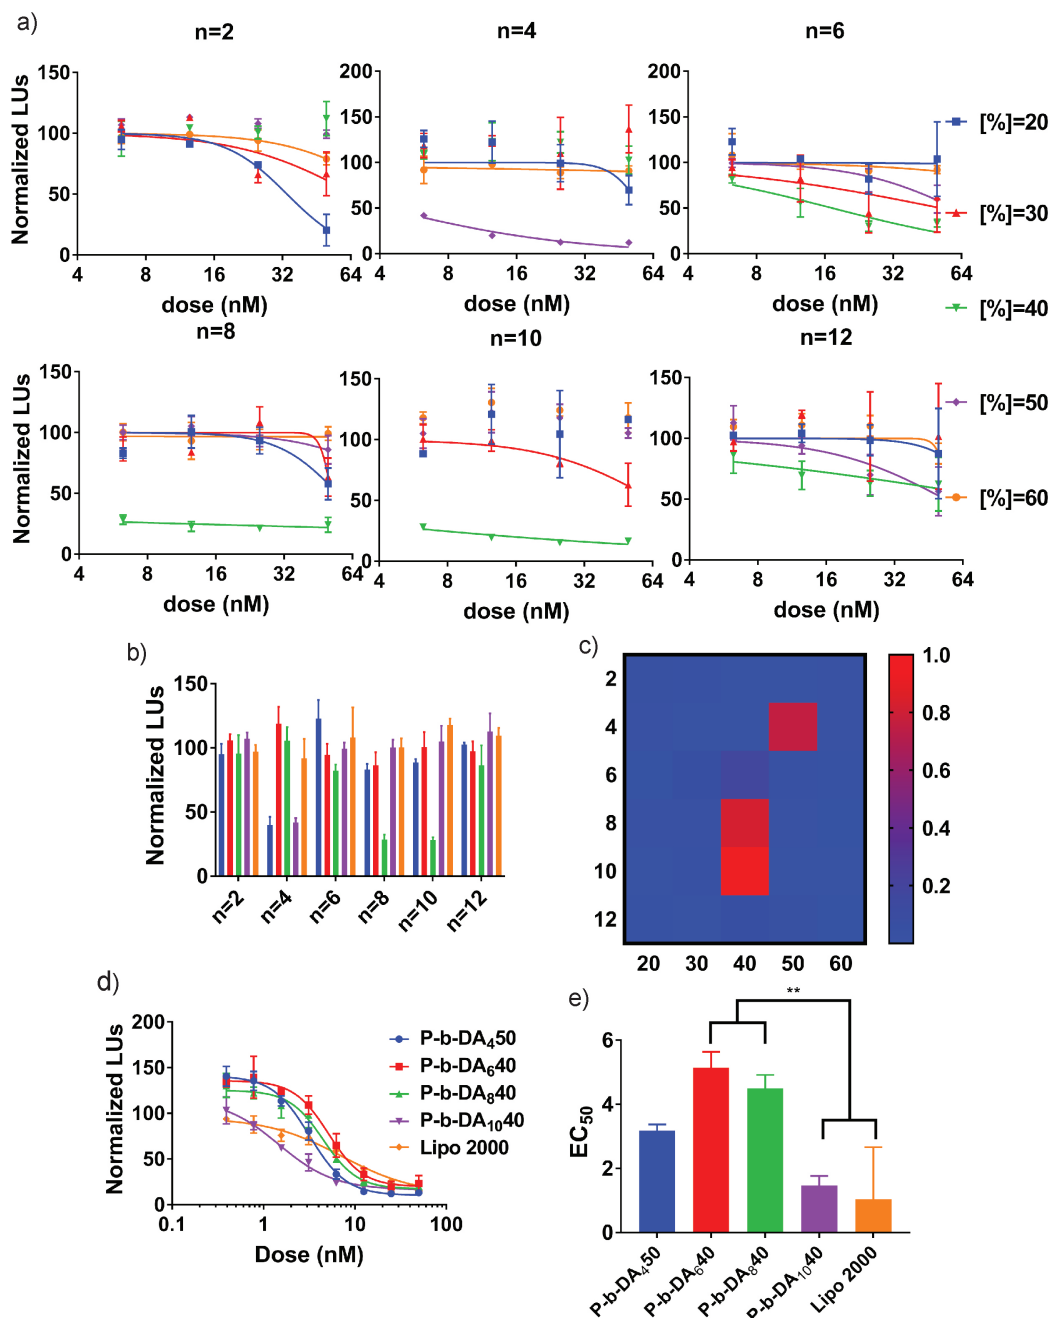 a)
n=2
n=4
n=6
Normalized LUs
150
100
50
0
4 8 16 32 64
dose (nM)
200
150
100
50
0
4 8 16 32 64
dose (nM)
200
150
100
50
0
4 8 16 32 64
dose (nM)
[%]=20
[%]=30
[%]=40
[%]=50
[%]=60
n=8
n=10
n=12
Normalized LUs
150
100
50
0
4 8 16 32 64
dose (nM)
150
100
50
0
4 8 16 32 64
dose (nM)
150
100
50
0
4 8 16 32 64
dose (nM)
b)
Normalized LUs
150
100
50
0
n=2
n=4
n=6
n=8
n=10
n=12
c)
2
4
6
8
10
12
20 30 40 50 60
1.0
0.8
0.6
0.4
0.2
d)
Normalized LUs
200
150
100
50
0
0.1 1 10 100
Dose (nM)
P-b-DA₄50
P-b-DA₆40
P-b-DA₈40
P-b-DA₁₀40
Lipo 2000
e)
**
EC₅₀
6
4
2
0
P-b-DA₄50
P-b-DA₆40
P-b-DA₈40
P-b-DA₁₀40
Lipo 2000